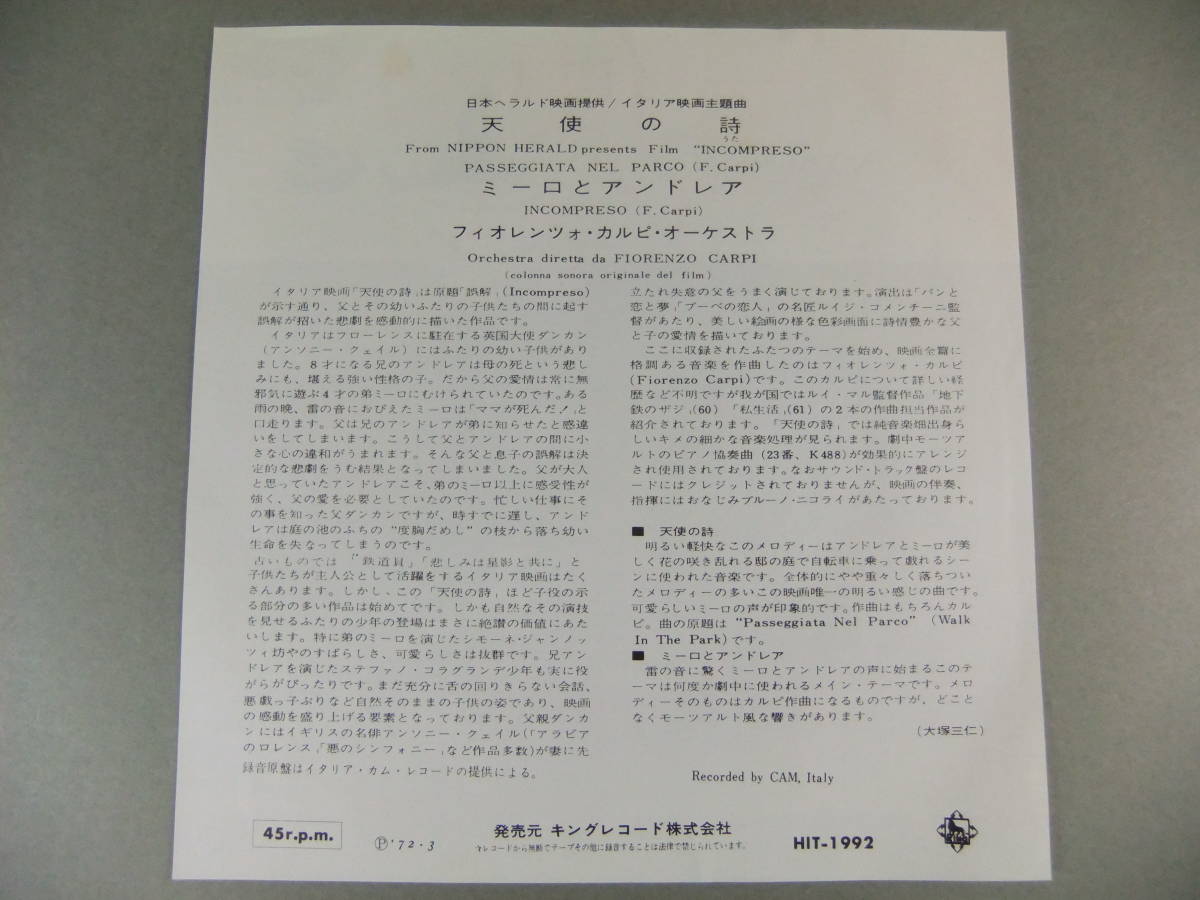 日本ヘラルド映画提供/イタリア映画主題曲
天使の詩
うた
From NIPPON HERALD presents Film "INCOMPRESO"
PASSEGGIATA NEL PARCO (F. Carpi)
ミーロとアンドレア
INCOMPRESO (F. Carpi)
フィオレンツォ・カルピ・オーケストラ
Orchestra diretta da FIORENZO CARPI
(colonna sonora originale del film)
イタリア映画「天使の詩」は原題「誤解」(Incompreso)
が示す通り、父とその幼いふたりの子供たちの間に起す
誤解が招いた悲劇を感動的に描いた作品です。
イタリアはフローレンスに駐在する英国大使ダンカン
(アンソニー・クェイル)にはふたりの幼い子供があり
ました。8才になる兄のアンドレアは母の死という悲し
みにも、堪える強い性格の子。だから父の愛情は常に無
邪気に遊ぶ4才の弟ミーロにむけられていたのです。ある
雨の晩、雷の音におびえたミーロは「ママが死んだ!」と
口走ります。父は兄のアンドレアが弟に知らせたと感違
いをしてしまいます。こうして父とアンドレアの間に小
さな心の違和がうまれます。そんな父と息子の誤解は決
定的な悲劇をうむ結果となってしまいました。父が大人
と思っていたアンドレアこそ、弟のミーロ以上に感受性が
強く、父の愛を必要としていたのです。忙しい仕事にそ
の事を知った父ダンカンですが、時すでに遅し、アンド
レアは庭の池のふちの "度胸だめし" の枝から落ち幼い
生命を失なってしまうのです。
古いものでは "鉄道員」「悲しみは星影と共に」と
子供たちが主人公として活躍をするイタリア映画はたく
さんあります。しかし、この「天使の詩」ほど子役の示
る部分の多い作品は始めてです。しかも自然なその演技
を見せるふたりの少年の登場はまさに絶讃の価値にあた
いします。特に弟のミーロを演じたシモーネ・ジャンノッ
ツィ坊やのすばらしさ、可愛らしさは抜群です。兄アン
ドレアを演じたステファノ・コラグランデ少年も実に役
がらがぴったりです。まだ充分に舌の回りきらない会話、
悪戯っ子ぶりなど自然そのままの子供の姿であり、映画
の感動を盛り上げる要素となっております。父親ダンカ
ンにはイギリスの名俳アンソニー・クェイル(「アラビア
のロレンス」「悪のシンフォニー」など作品多数)が妻に先
録音原盤はイタリア・カム・レコードの提供による。
立たれ失意の父をうまく演じております。演出は「パンと
恋と夢」「ブーベの恋人」の名匠ルイジ・コメンチーニ監
督があたり、美しい絵画の様な色彩画面に詩情豊かな父
と子の愛情を描いております。
ここに収録されたふたつのテーマを始め、映画全篇に
格調ある音楽を作曲したのはフィオレンツォ・カルピ
(Fiorenzo Carpi)です。このカルピについて詳しい経
歴など不明ですが我が国ではルイ・マル監督作品「地下
鉄のザジ」(60) 「私生活」(61) の2本の作曲担当作品が
紹介されております。「天使の詩」では純音楽畑出身ら
しいキメの細かな音楽処理が見られます。劇中モーツア
ルトのピアノ協奏曲(23番、K488)が効果的にアレンジ
され使用されております。なおサウンド・トラック盤のレコ
ードにはクレジットされておりませんが、映画の伴奏、
指揮にはおなじみブルーノ・ニコライがあたっております。
■ 天使の詩
明るい軽快なこのメロディーはアンドレアとミーロが美
しく花の咲き乱れる邸の庭で自転車に乗って戯れるシー
ンに使われた音楽です。全体的にやや重々しく落ちつい
たメロディーの多いこの映画唯一の明るい感じの曲です。
可愛らしいミーロの声が印象的です。作曲はもちろんカル
ピ。曲の原題は "Passeggiata Nel Parco" (Walk
In The Park)です。
■ ミーロとアンドレア
雷の音に驚くミーロとアンドレアの声に始まるこのテ
ーマは何度か劇中に使われるメイン・テーマです。メロ
ディーそのものはカルピ作曲になるものですが、どこと
なくモーツアルト風な響きがあります。
(大塚三仁)
Recorded by CAM, Italy
45r.p.m.
Ⓟ'72・3
発売元 キングレコード株式会社
☆レコードから無断でテープその他に録音することは法律で禁じられています。
HIT-1992
KING